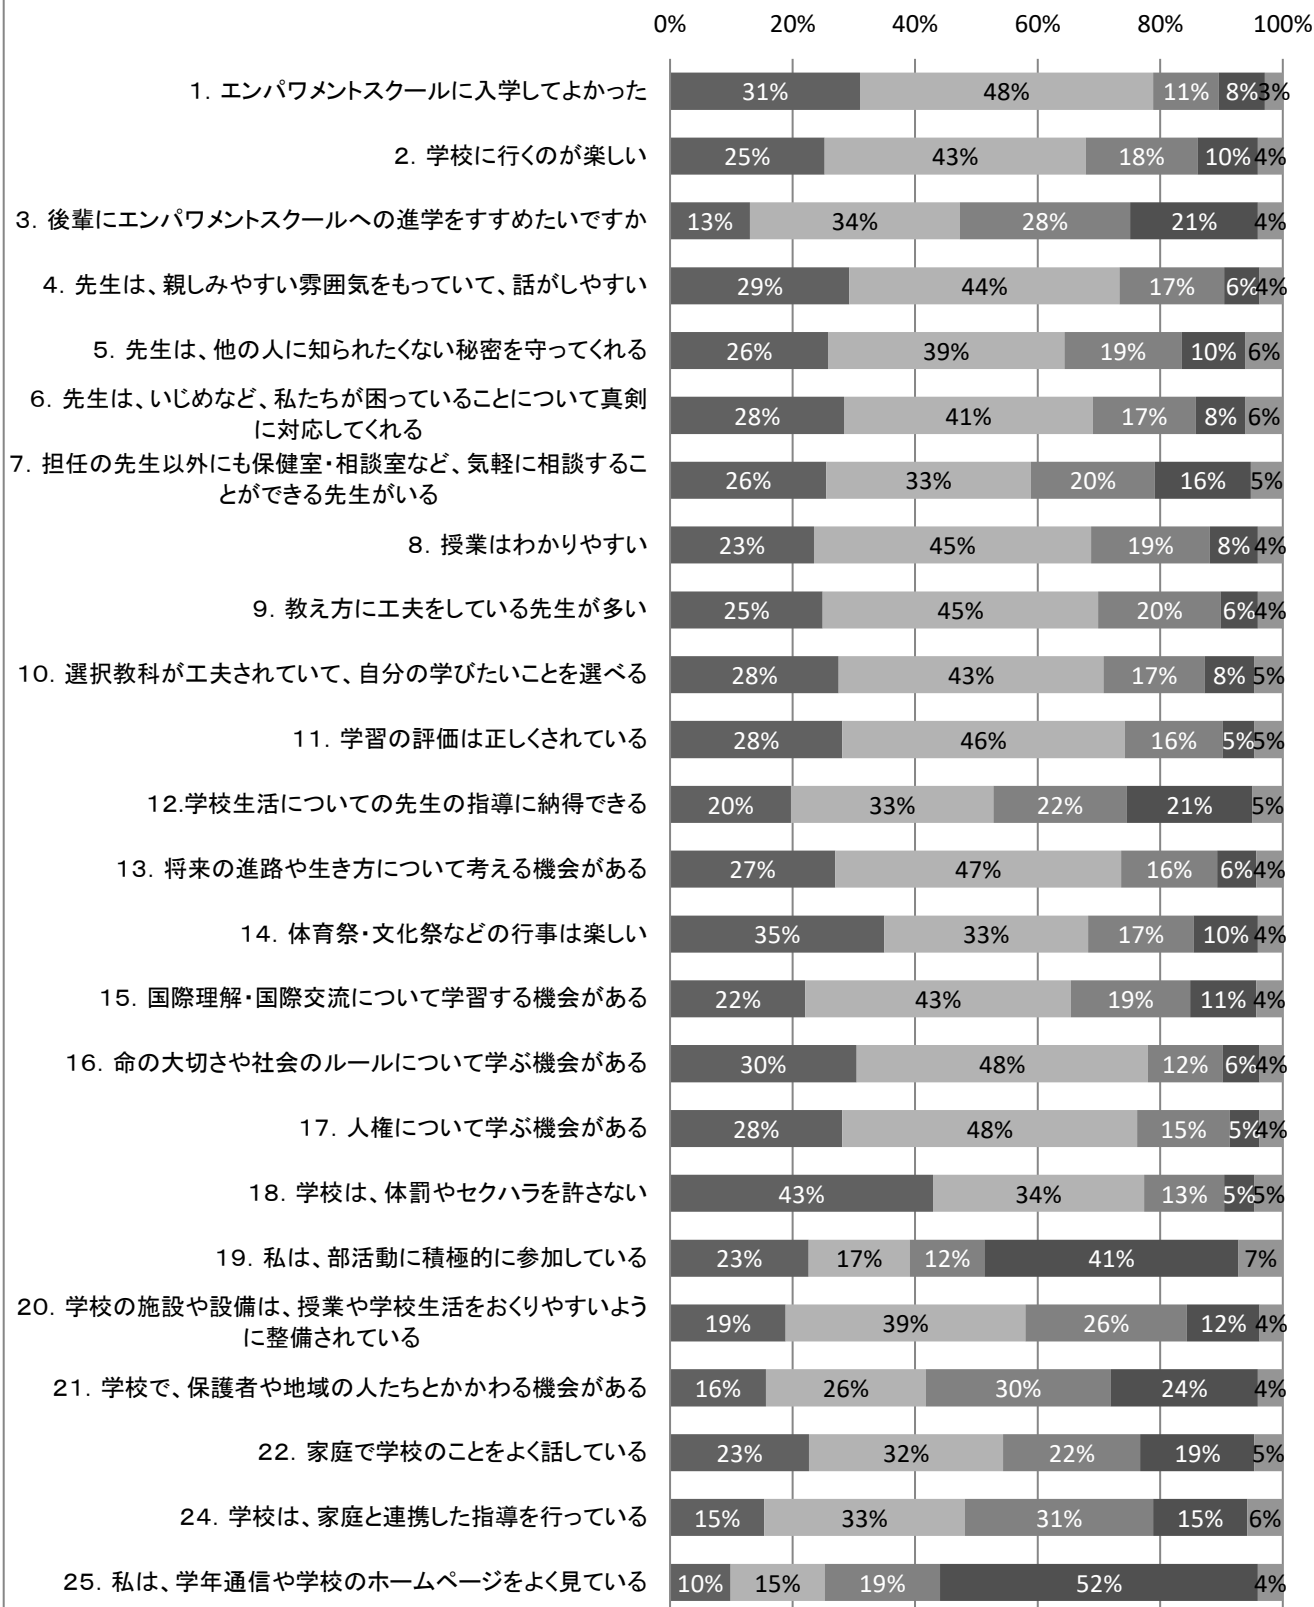 0% 20% 40% 60% 80% 100%
1．エンパワメントスクールに入学してよかった 31% 48% 11% 8% 3%
2．学校に行くのが楽しい 25% 43% 18% 10% 4%
3．後輩にエンパワメントスクールへの進学をすすめたいですか 13% 34% 28% 21% 4%
4．先生は、親しみやすい雰囲気をもっていて、話がしやすい 29% 44% 17% 6% 4%
5．先生は、他の人に知られたくない秘密を守ってくれる 26% 39% 19% 10% 6%
6．先生は、いじめなど、私たちが困っていることについて真剣
に対応してくれる 28% 41% 17% 8% 6%
7．担任の先生以外にも保健室・相談室など、気軽に相談するこ
とができる先生がいる 26% 33% 20% 16% 5%
8．授業はわかりやすい 23% 45% 19% 8% 4%
9．教え方に工夫をしている先生が多い 25% 45% 20% 6% 4%
10．選択教科が工夫されていて、自分の学びたいことを選べる 28% 43% 17% 8% 5%
11．学習の評価は正しくされている 28% 46% 16% 5% 5%
12.学校生活についての先生の指導に納得できる 20% 33% 22% 21% 5%
13．将来の進路や生き方について考える機会がある 27% 47% 16% 6% 4%
14．体育祭・文化祭などの行事は楽しい 35% 33% 17% 10% 4%
15．国際理解・国際交流について学習する機会がある 22% 43% 19% 11% 4%
16．命の大切さや社会のルールについて学ぶ機会がある 30% 48% 12% 6% 4%
17．人権について学ぶ機会がある 28% 48% 15% 5% 4%
18．学校は、体罰やセクハラを許さない 43% 34% 13% 5% 5%
19．私は、部活動に積極的に参加している 23% 17% 12% 41% 7%
20．学校の施設や設備は、授業や学校生活をおくりやすいよう
に整備されている 19% 39% 26% 12% 4%
21．学校で、保護者や地域の人たちとかかわる機会がある 16% 26% 30% 24% 4%
22．家庭で学校のことをよく話している 23% 32% 22% 19% 5%
24．学校は、家庭と連携した指導を行っている 15% 33% 31% 15% 6%
25．私は、学年通信や学校のホームページをよく見ている 10% 15% 19% 52% 4%